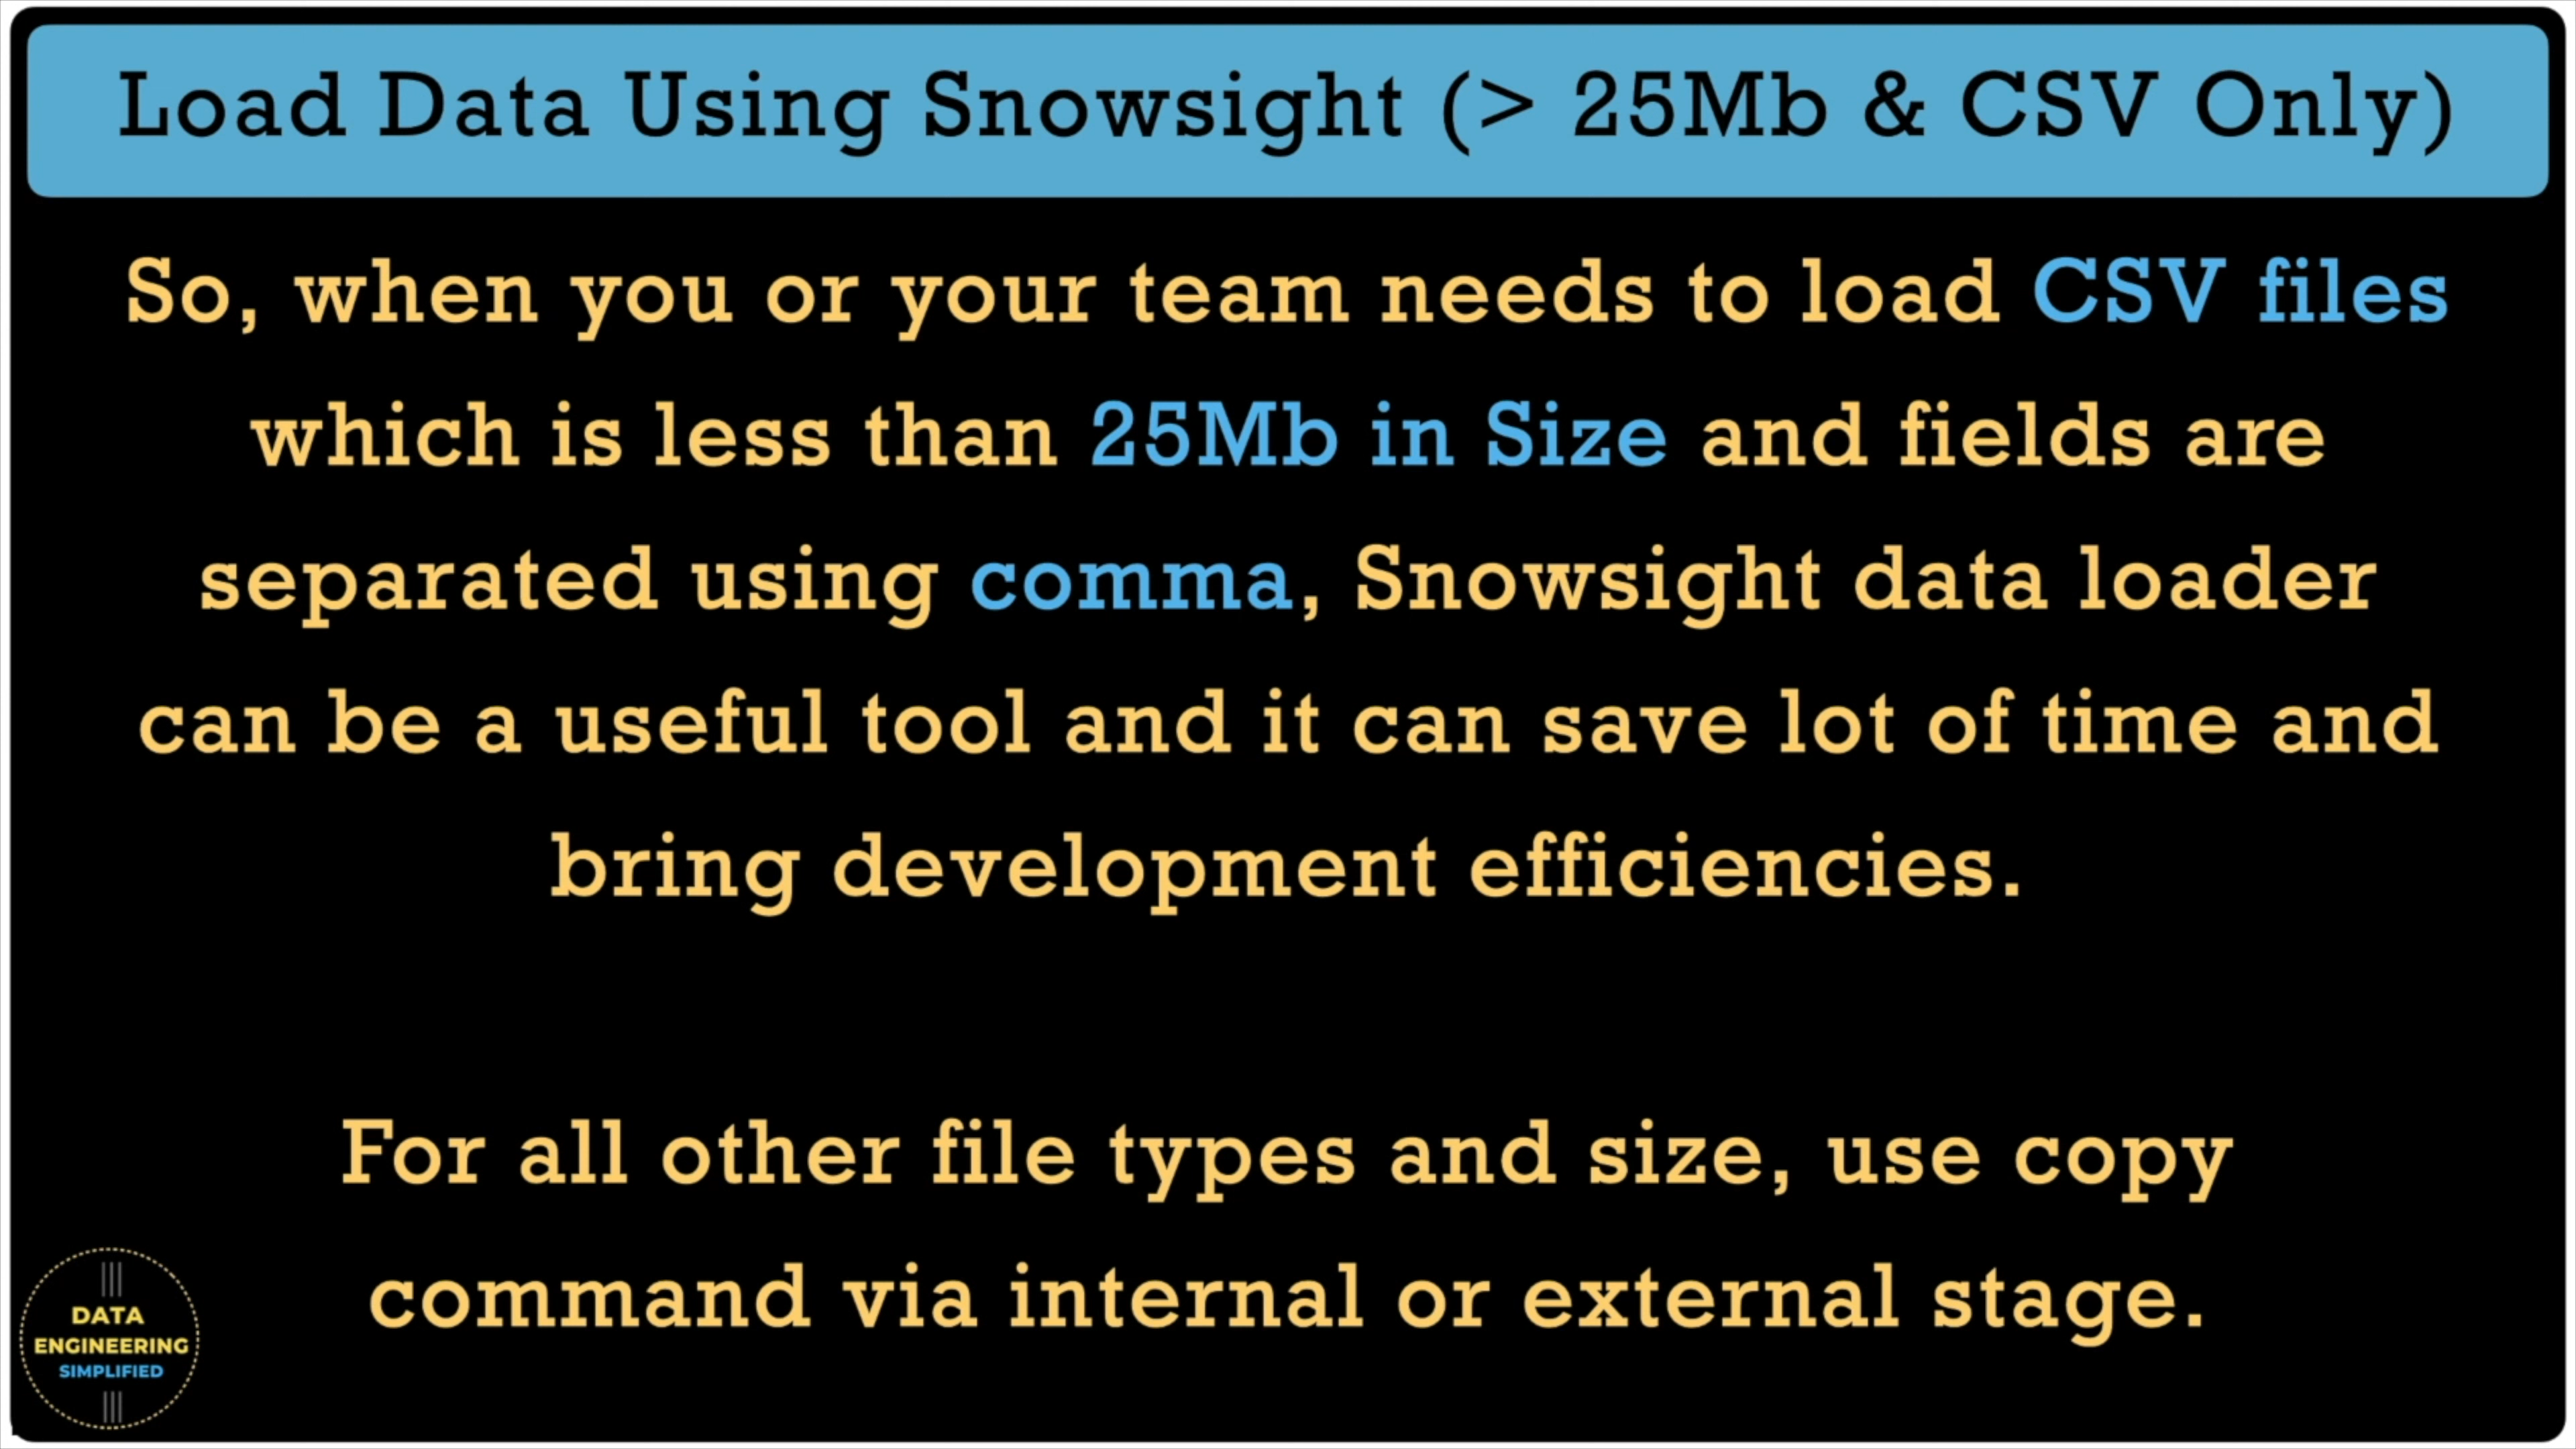 Load Data Using Snowsight (> 25Mb & CSV Only)
So, when you or your team needs to load CSV files
which is less than 25Mb in Size and fields are
separated using comma, Snowsight data loader
can be a useful tool and it can save lot of time and
bring development efficiencies.
For all other file types and size, use copy
command via internal or external stage.
DATA
ENGINEERING
SIMPLIFIED